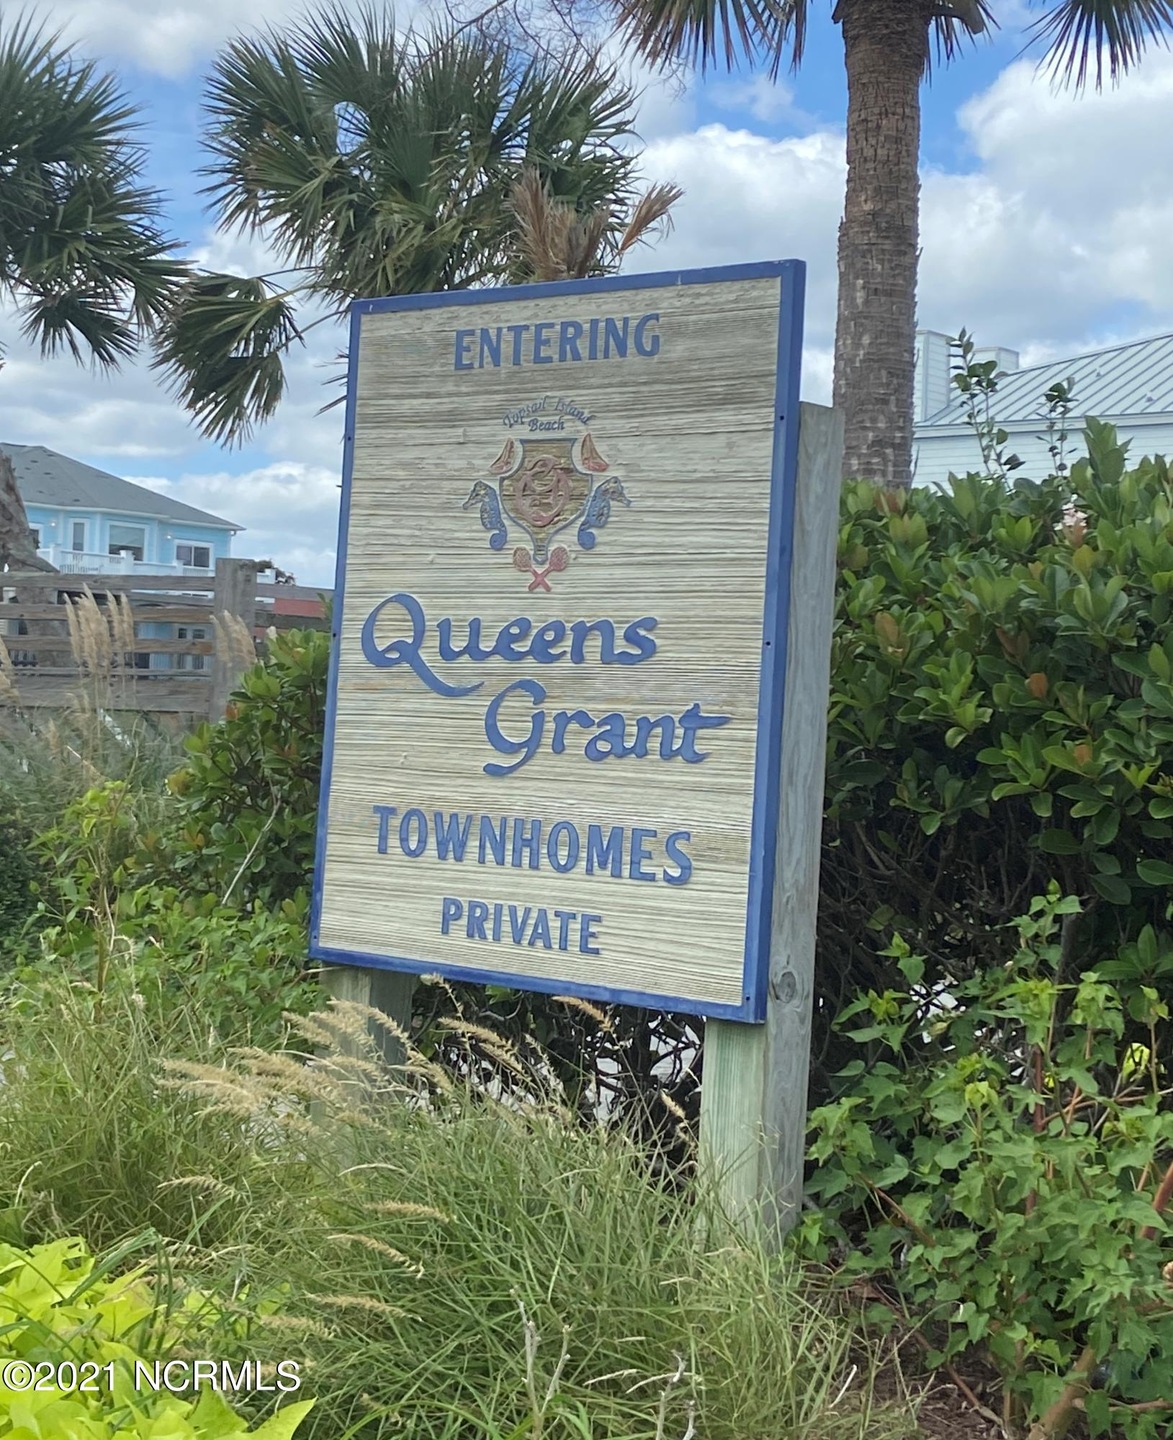 ENTERING
Topsail Island
Beach
Queens
Grant
TOWNHOMES
PRIVATE
©2021 NCRMLS